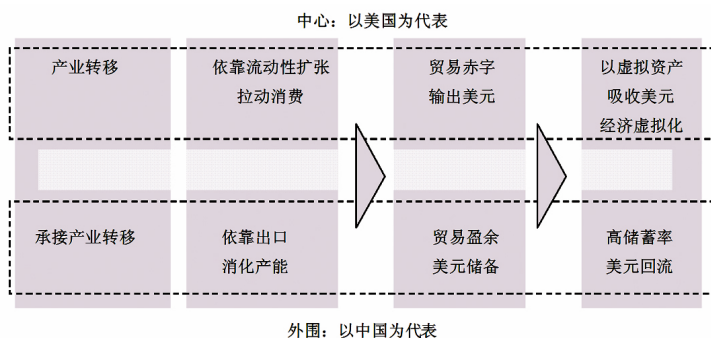 中心：以美国为代表
产业转移
依靠流动性扩张
拉动消费
贸易赤字
输出美元
以虚拟资产
吸收美元
经济虚拟化
承接产业转移
依靠出口
消化产能
贸易盈余
美元储备
高储蓄率
美元回流
外围：以中国为代表